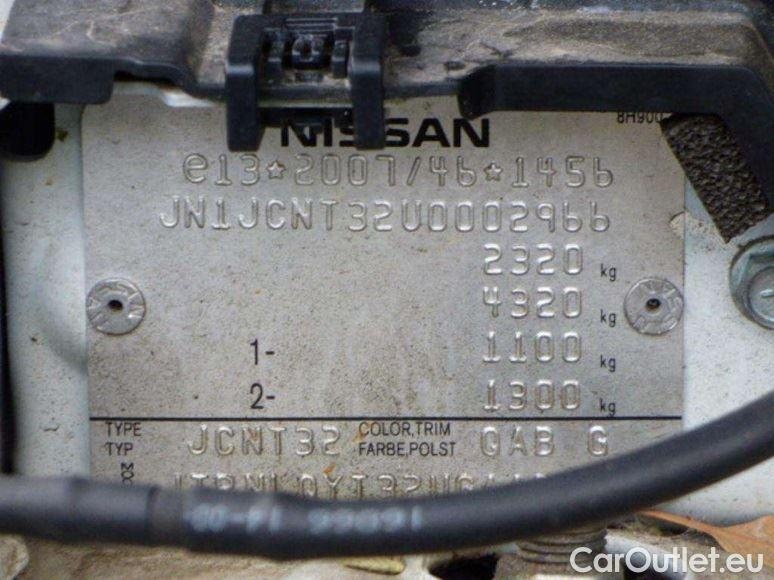 8H900
NISSAN
e13*2007/46*1456
JN1JCNT32U0002966
2320 kg
4320 kg
1- 1100 kg
2- 1300 kg
TYPE
TYP
JCNT32
COLOR,TRIM
FARBE,POLST
QAB G
MO
CarOutlet.eu